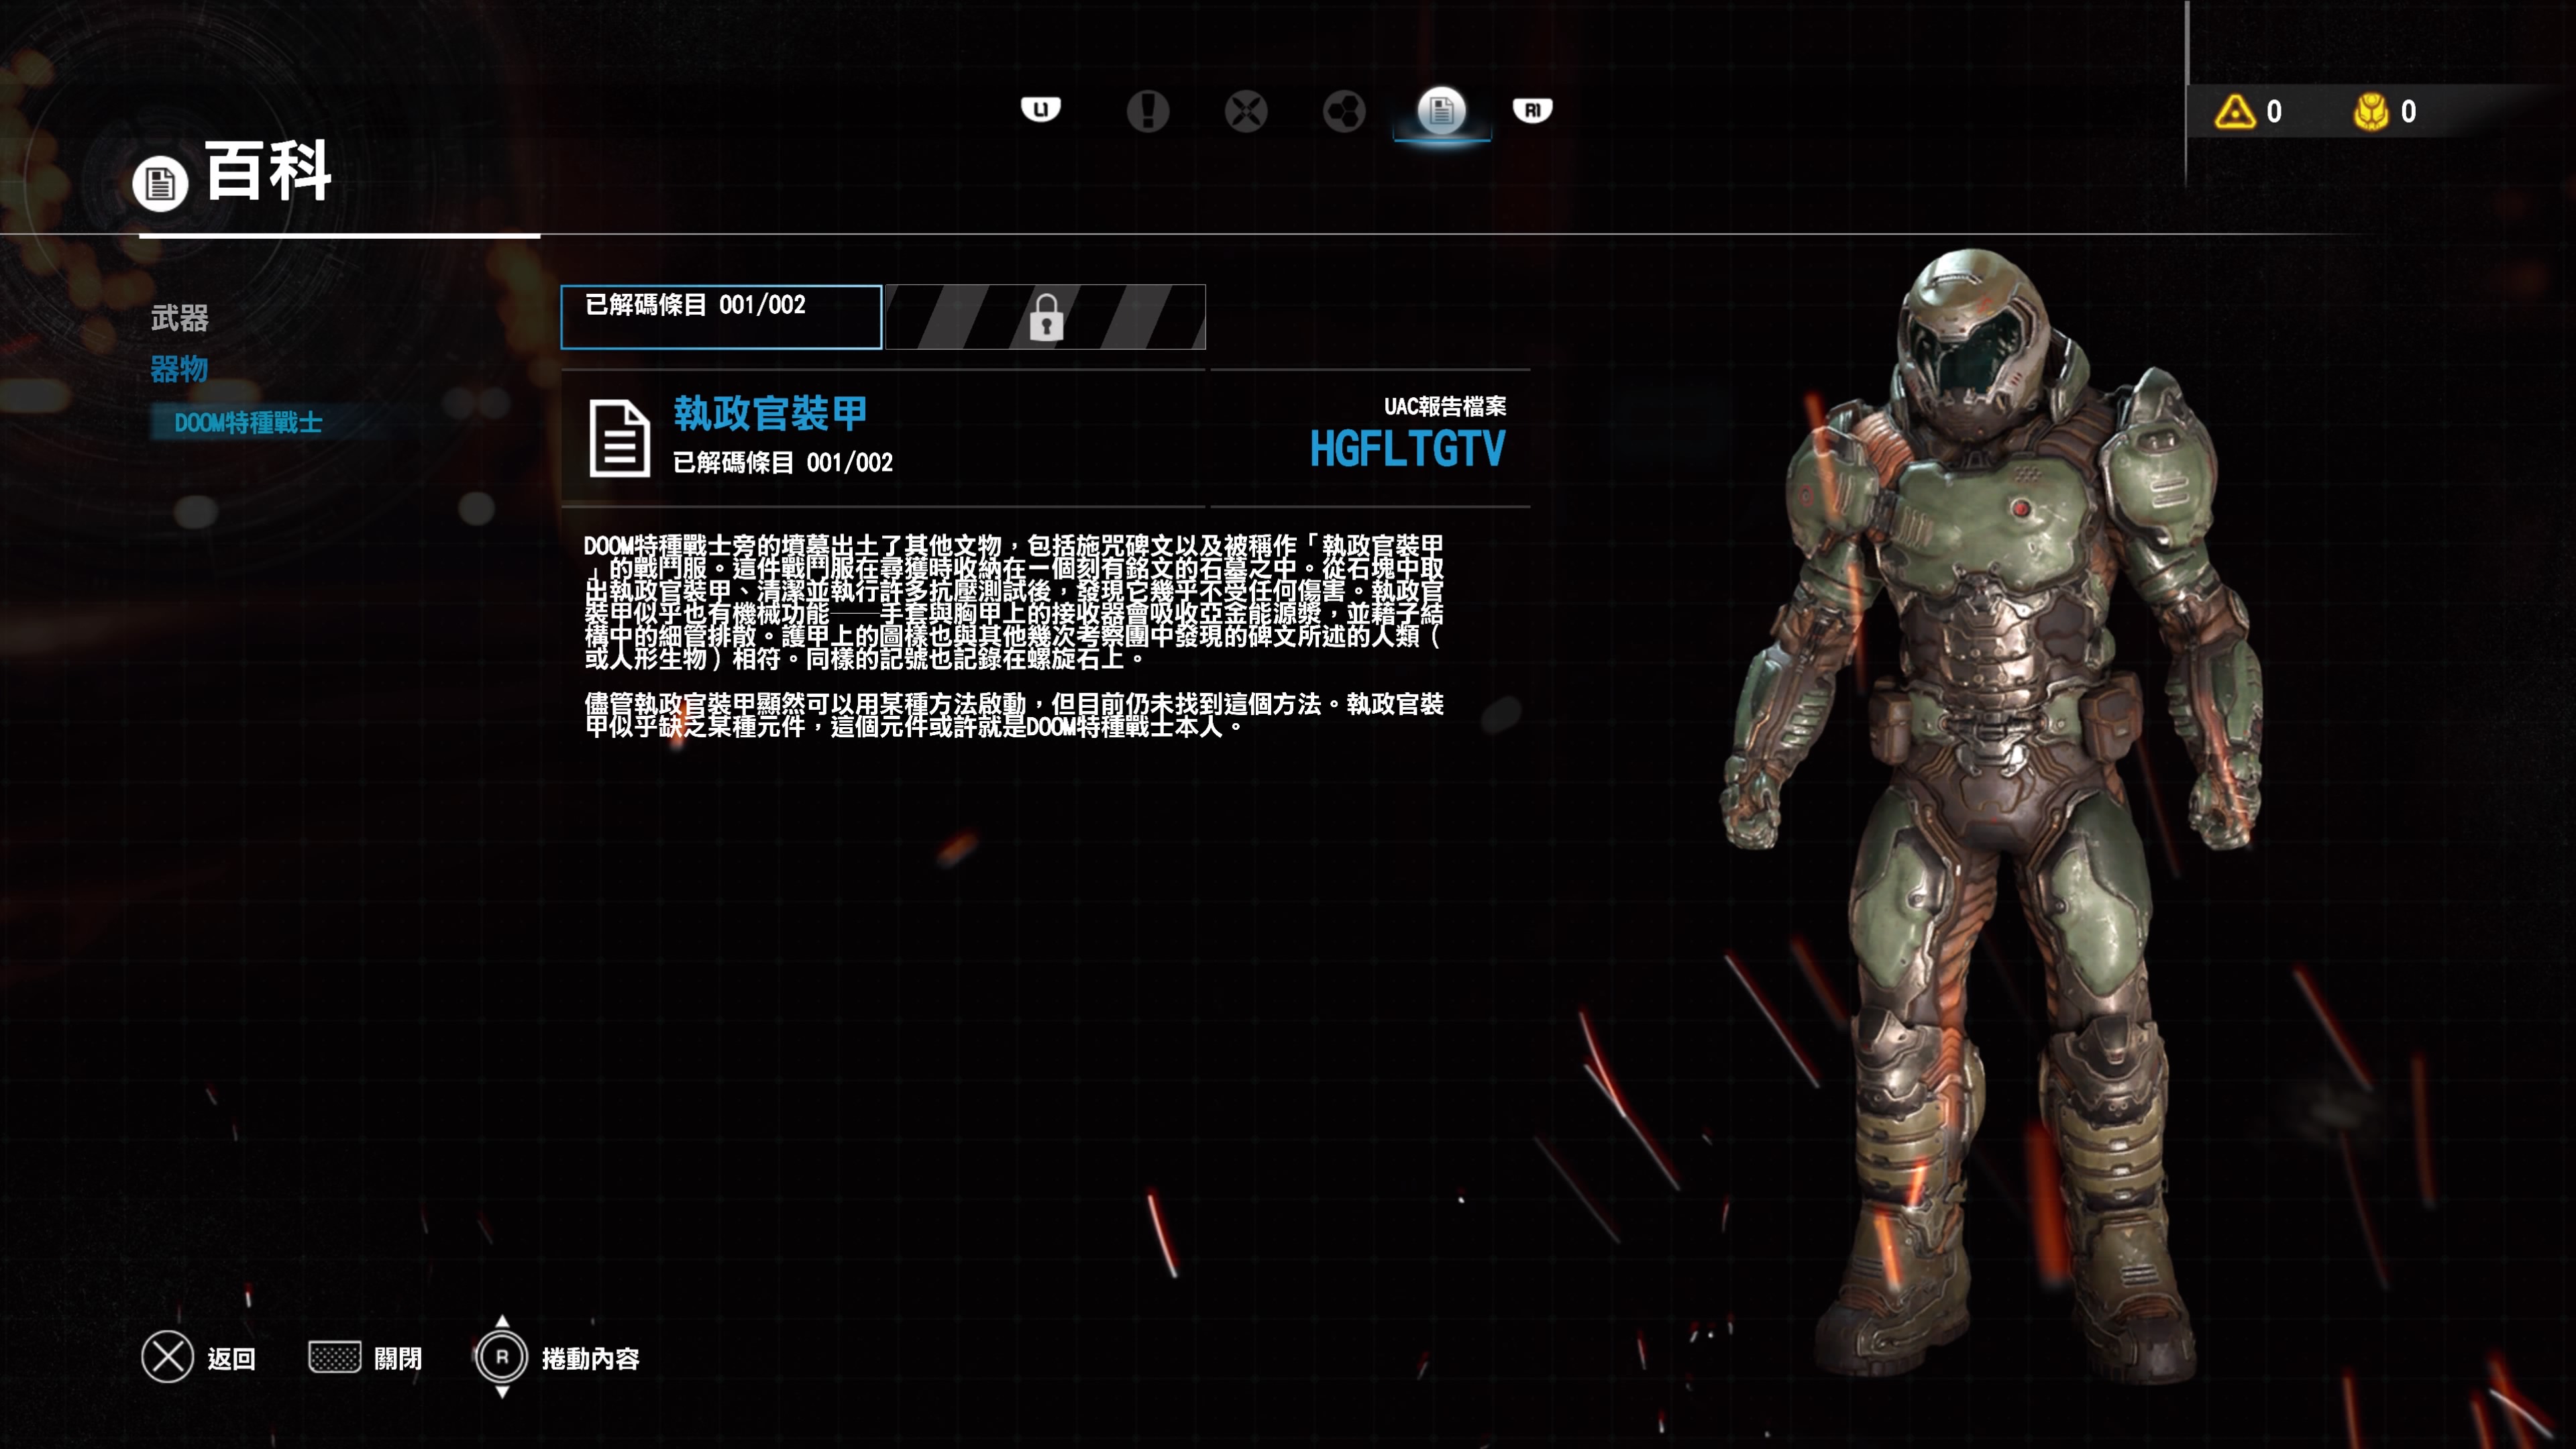 L1
R1
0
0
百科
武器
器物
DOOM特種戰士
已解碼條目 001/002
執政官裝甲
已解碼條目 001/002
UAC報告檔案
HGFLTGTV
DOOM特種戰士旁的墳墓出土了其他文物，包括施咒碑文以及被稱作「執政官裝甲
」的戰鬥服。這件戰鬥服在尋獲時收納在一個刻有銘文的石墓之中。從石塊中取
出執政官裝甲、清潔並執行許多抗壓測試後，發現它幾乎不受任何傷害。執政官
裝甲似乎也有機械功能——手套與胸甲上的接收器會吸收亞金能源漿，並藉子結
構中的細管排散。護甲上的圖樣也與其他幾次考察團中發現的碑文所述的人類（
或人形生物）相符。同樣的記號也記錄在螺旋石上。
儘管執政官裝甲顯然可以用某種方法啟動，但目前仍未找到這個方法。執政官裝
甲似乎缺乏某種元件，這個元件或許就是DOOM特種戰士本人。
返回
關閉
R
捲動內容